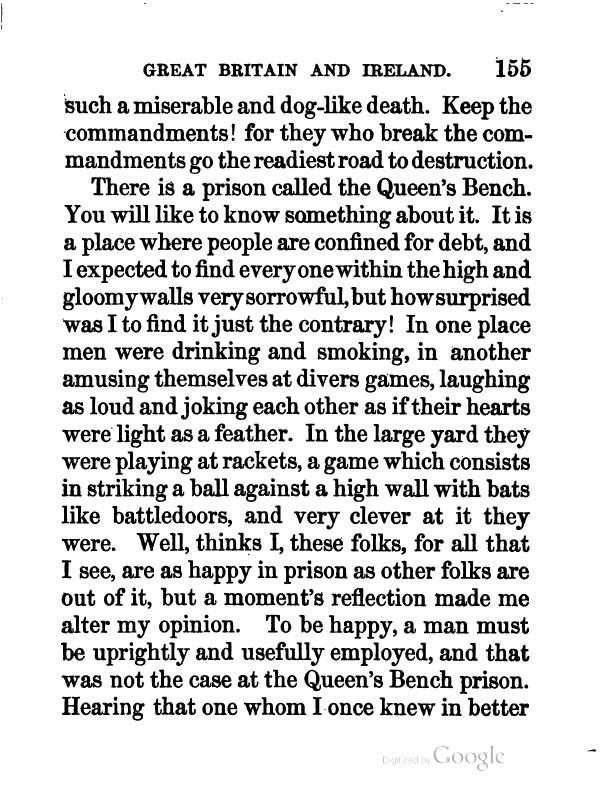 GREAT BRITAIN AND IRELAND. 155
such a miserable and dog-like death. Keep the
commandments! for they who break the com-
mandments go the readiest road to destruction.
There is a prison called the Queen's Bench.
You will like to know something about it. It is
a place where people are confined for debt, and
I expected to find every one within the high and
gloomy walls very sorrowful, but how surprised
was I to find it just the contrary! In one place
men were drinking and smoking, in another
amusing themselves at divers games, laughing
as loud and joking each other as if their hearts
were light as a feather. In the large yard they
were playing at rackets, a game which consists
in striking a ball against a high wall with bats
like battledoors, and very clever at it they
were. Well, thinks I, these folks, for all that
I see, are as happy in prison as other folks are
out of it, but a moment's reflection made me
alter my opinion. To be happy, a man must
be uprightly and usefully employed, and that
was not the case at the Queen's Bench prison.
Hearing that one whom I once knew in better
Digitized by Google